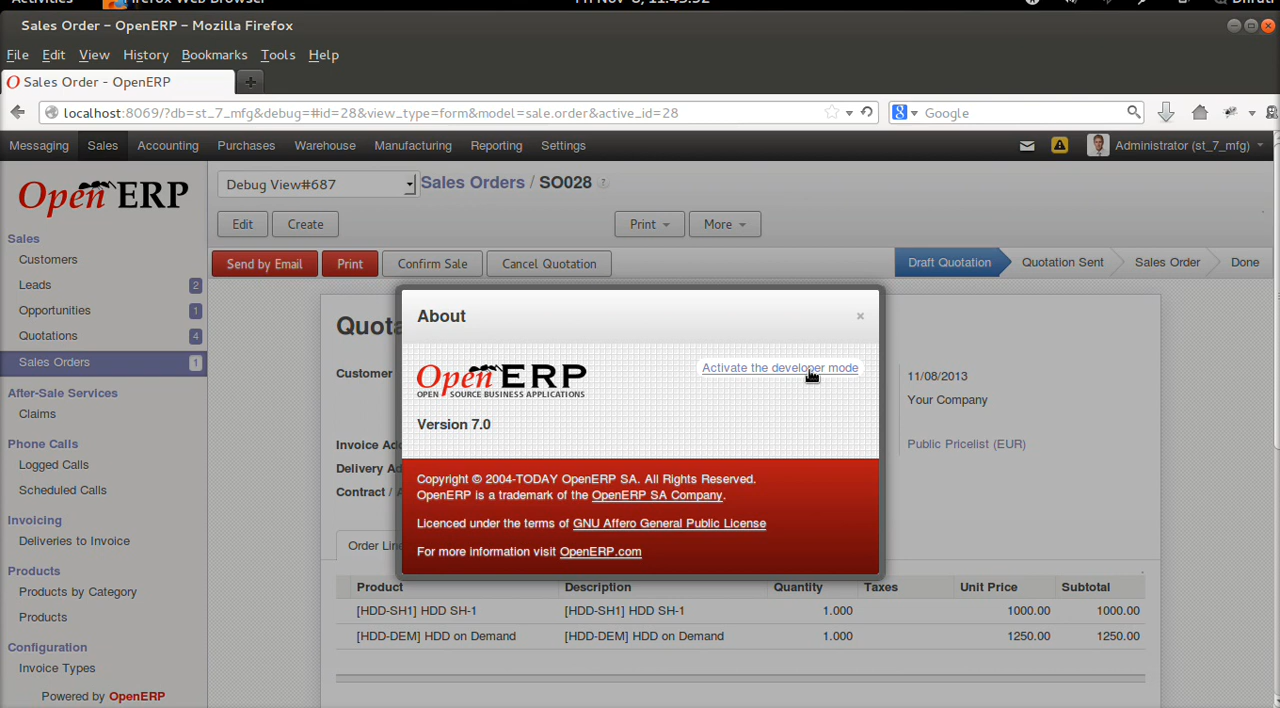 Activities Firefox Web Browser
Sales Order – OpenERP – Mozilla Firefox
File Edit View History Bookmarks Tools Help
Sales Order - OpenERP
localhost:8069/?db=st_7_mfg&debug=#id=28&view_type=form&model=sale.order&active_id=28
Google
Messaging Sales Accounting Purchases Warehouse Manufacturing Reporting Settings Administrator (st_7_mfg)
Open ERP
Debug View#687
Sales Orders / SO028 ?
Edit Create Print More
Send by Email Print Confirm Sale Cancel Quotation Draft Quotation Quotation Sent Sales Order Done
Sales
Customers
Leads 2
Opportunities 1
Quotations 4
Sales Orders 1
After-Sale Services
Claims
Phone Calls
Logged Calls
Scheduled Calls
Invoicing
Deliveries to Invoice
Products
Products by Category
Products
Configuration
Invoice Types
Powered by OpenERP
Customer
11/08/2013
Your Company
Invoice
Public Pricelist (EUR)
Delivery
Contract /
About
×
Open ERP
OPEN SOURCE BUSINESS APPLICATIONS
Activate the developer mode
Version 7.0
Copyright © 2004-TODAY OpenERP SA. All Rights Reserved.
OpenERP is a trademark of the OpenERP SA Company.
Licenced under the terms of GNU Affero General Public License
For more information visit OpenERP.com
Order
Product Description Quantity Taxes Unit Price Subtotal
[HDD-SH1] HDD SH-1 [HDD-SH1] HDD SH-1 1.000 1000.00 1000.00
[HDD-DEM] HDD on Demand [HDD-DEM] HDD on Demand 1.000 1250.00 1250.00